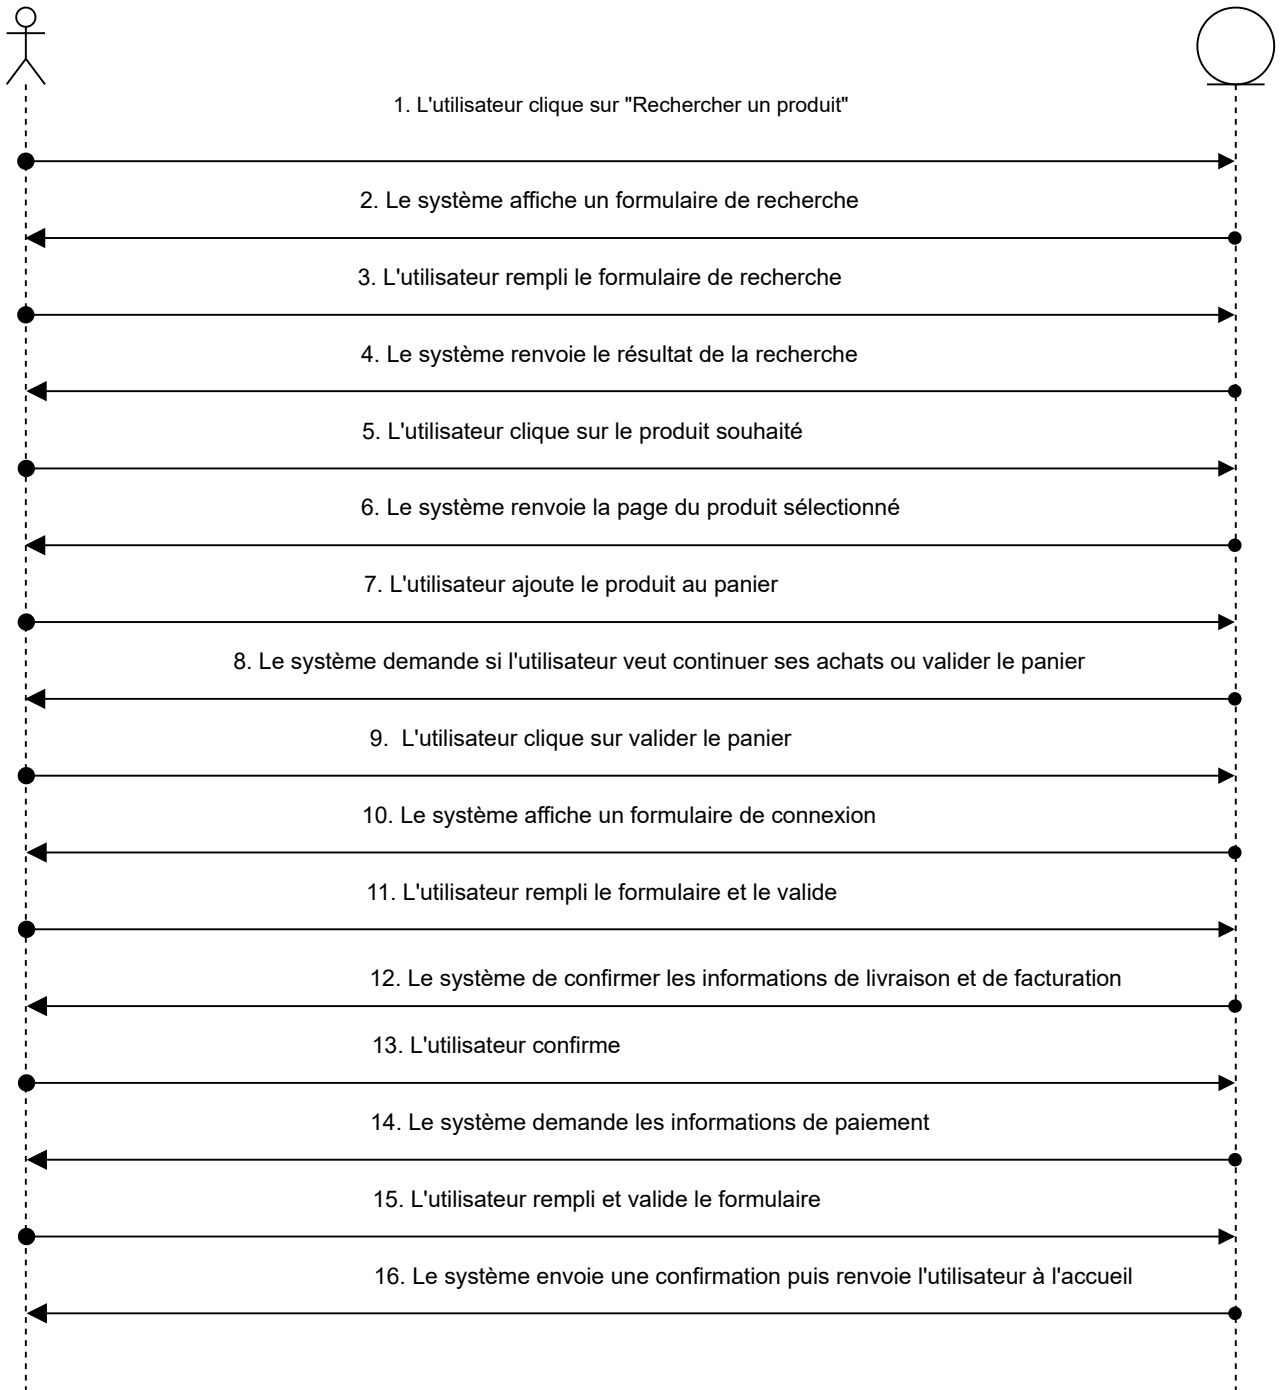 1. L'utilisateur clique sur "Rechercher un produit"
2. Le système affiche un formulaire de recherche
3. L'utilisateur rempli le formulaire de recherche
4. Le système renvoie le résultat de la recherche
5. L'utilisateur clique sur le produit souhaité
6. Le système renvoie la page du produit sélectionné
7. L'utilisateur ajoute le produit au panier
8. Le système demande si l'utilisateur veut continuer ses achats ou valider le panier
9.  L'utilisateur clique sur valider le panier
10. Le système affiche un formulaire de connexion
11. L'utilisateur rempli le formulaire et le valide
12. Le système de confirmer les informations de livraison et de facturation
13. L'utilisateur confirme
14. Le système demande les informations de paiement
15. L'utilisateur rempli et valide le formulaire
16. Le système envoie une confirmation puis renvoie l'utilisateur à l'accueil